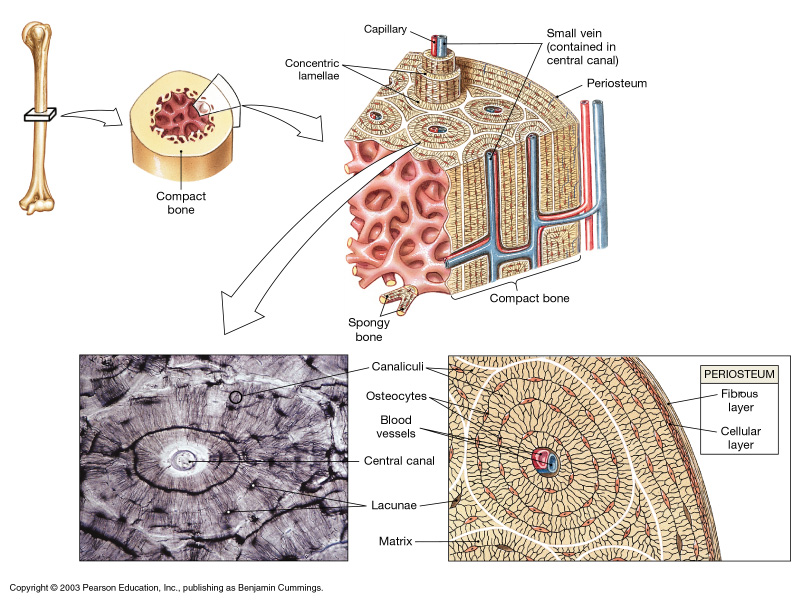 Capillary
Small vein
(contained in
central canal)
Concentric
lamellae
Periosteum
Compact
bone
Compact bone
Spongy
bone
Canaliculi
Osteocytes
Blood
vessels
Central canal
Lacunae
Matrix
PERIOSTEUM
Fibrous
layer
Cellular
layer
Copyright © 2003 Pearson Education, Inc., publishing as Benjamin Cummings.